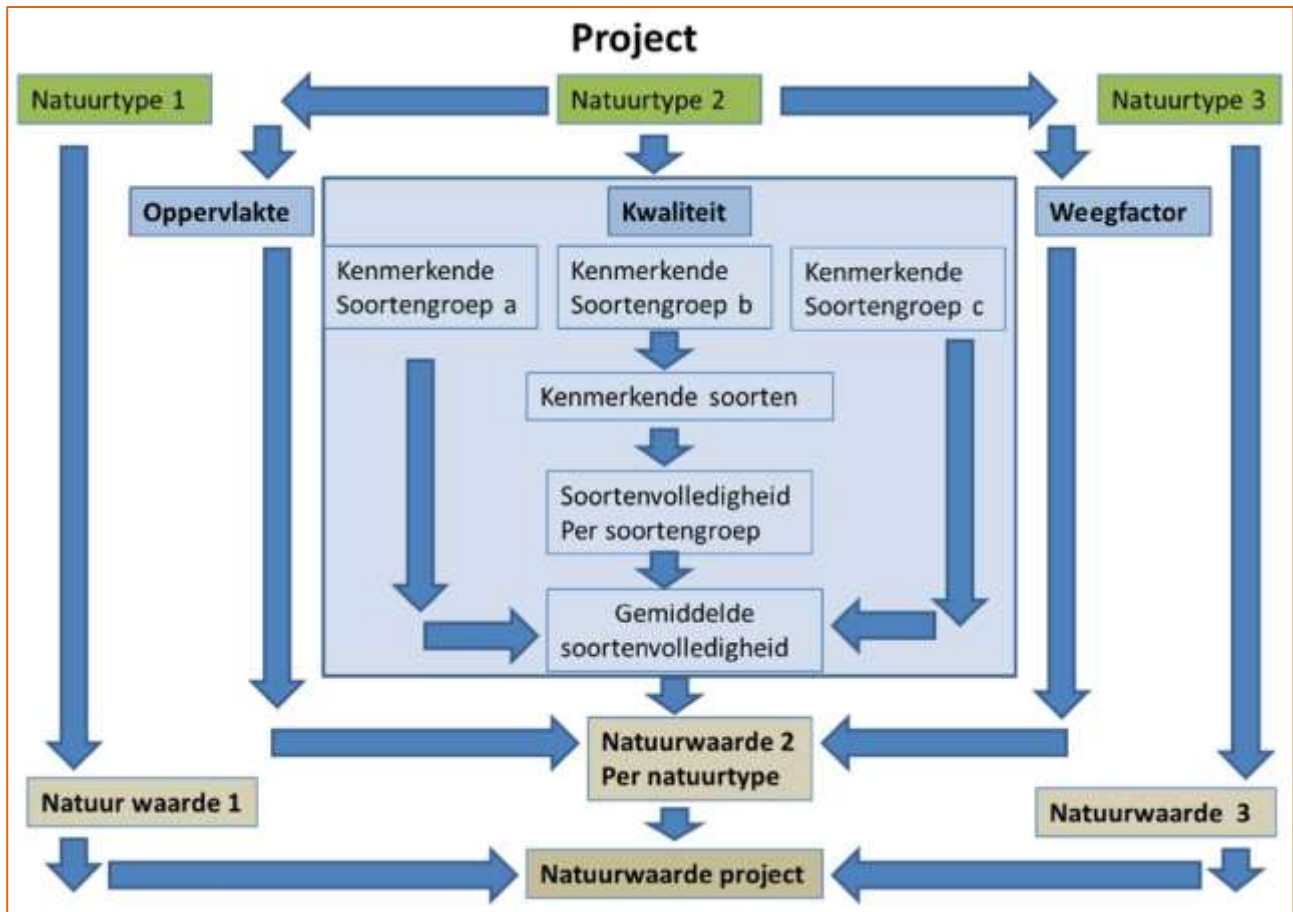 Project
Natuurtype 1
Natuurtype 2
Natuurtype 3
Oppervlakte
Kwaliteit
Weegfactor
Kenmerkende
Soortengroep a
Kenmerkende
Soortengroep b
Kenmerkende
Soortengroep c
Kenmerkende soorten
Soortenvolledigheid
Per soortengroep
Gemiddelde
soortenvolledigheid
Natuurwaarde 2
Per natuurtype
Natuur waarde 1
Natuurwaarde 3
Natuurwaarde project